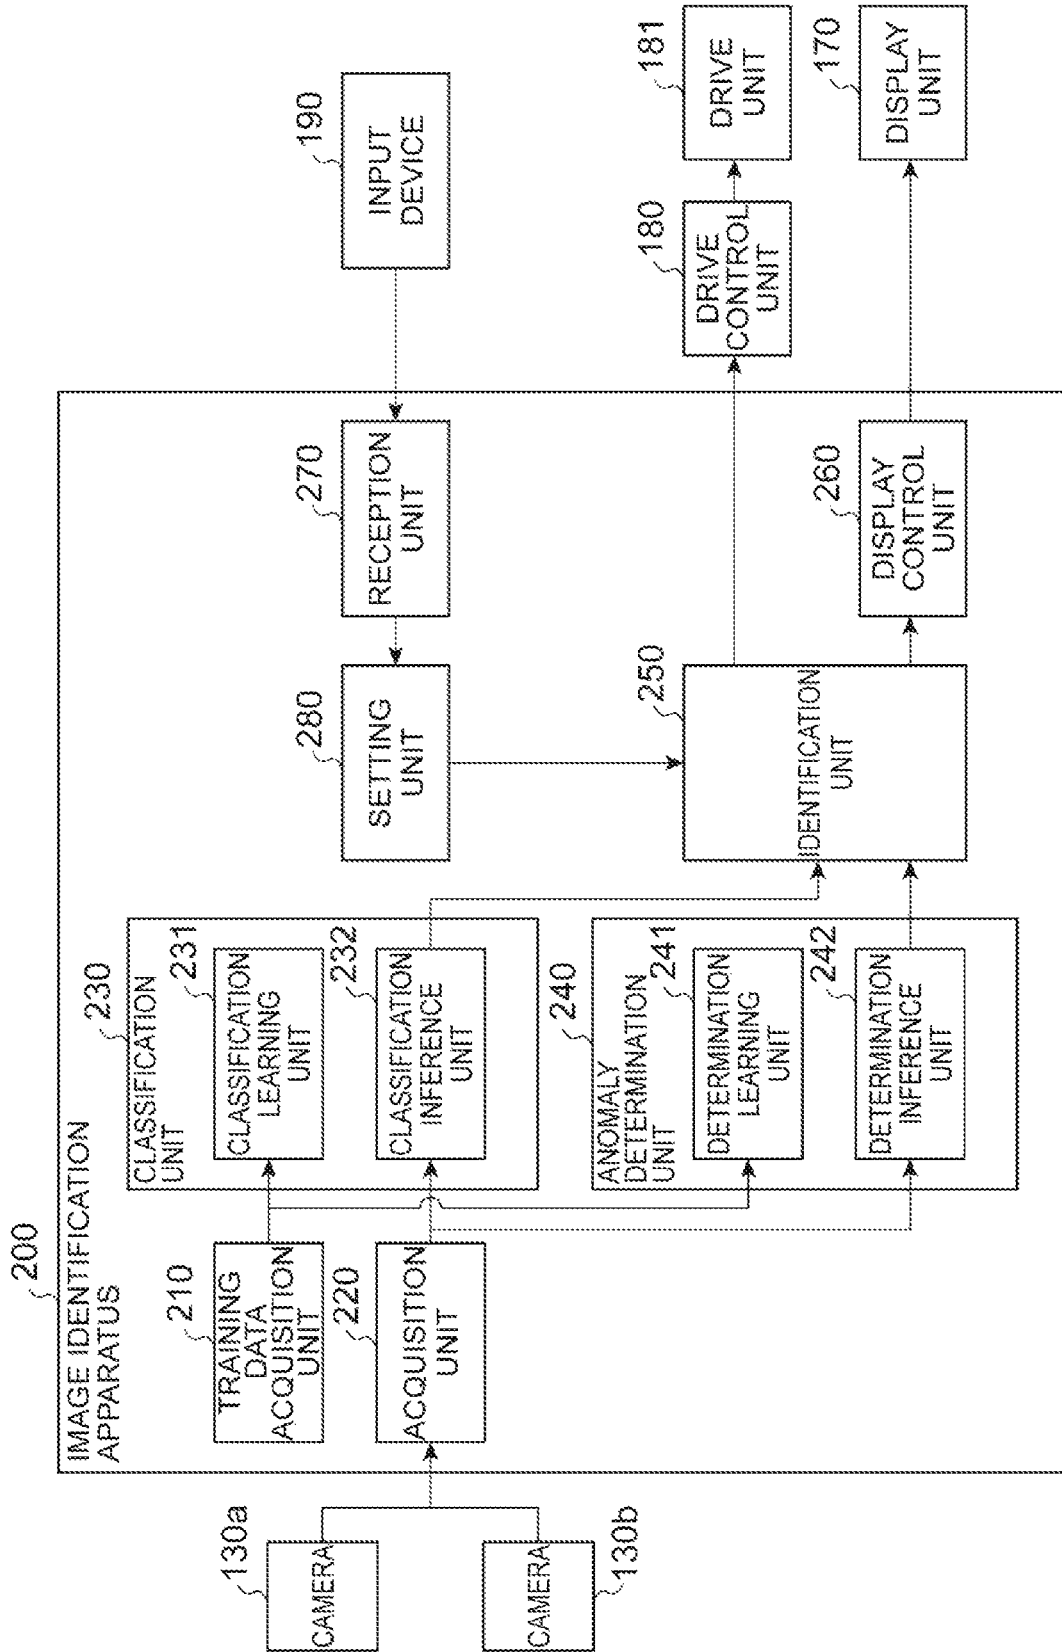 200
IMAGE IDENTIFICATION
APPARATUS
130a
CAMERA
CAMERA
130b
210
TRAINING
DATA
ACQUISITION
UNIT
220
ACQUISITION
UNIT
230
CLASSIFICATION
UNIT
231
CLASSIFICATION
LEARNING
UNIT
232
CLASSIFICATION
INFERENCE
UNIT
240
ANOMALY
DETERMINATION
UNIT
241
DETERMINATION
LEARNING
UNIT
242
DETERMINATION
INFERENCE
UNIT
280
SETTING
UNIT
250
IDENTIFICATION
UNIT
270
RECEPTION
UNIT
260
DISPLAY
CONTROL
UNIT
190
INPUT
DEVICE
180
DRIVE
CONTROL
UNIT
181
DRIVE
UNIT
170
DISPLAY
UNIT